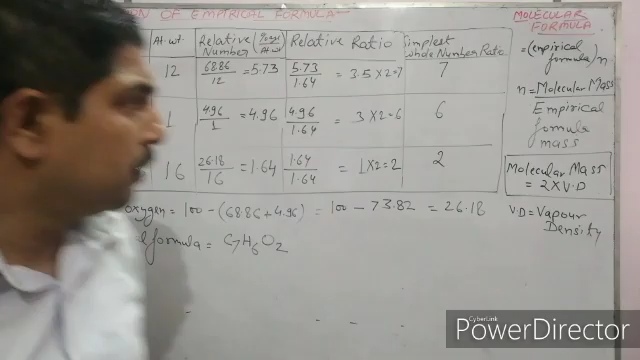 ON OF EMPIRICAL FORMULA
MOLECULAR
FORMULA
At.wt. Relative Number %age/At.wt Relative Ratio Simplest whole Number Ratio
12 68.86/12 = 5.73 5.73/1.64 = 3.5 × 2 = 7 7
1 4.96/1 = 4.96 4.96/1.64 = 3 × 2 = 6 6
16 26.18/16 = 1.64 1.64/1.64 = 1 × 2 = 2 2
oxygen = 100 - (68.86 + 4.96) = 100 - 73.82 = 26.18
formula = C7H6O2
= (empirical
formula)n
n = Molecular Mass
Empirical
formula
mass
Molecular Mass
= 2 × V.D
V.D = Vapour
Density
CyberLink
PowerDirector